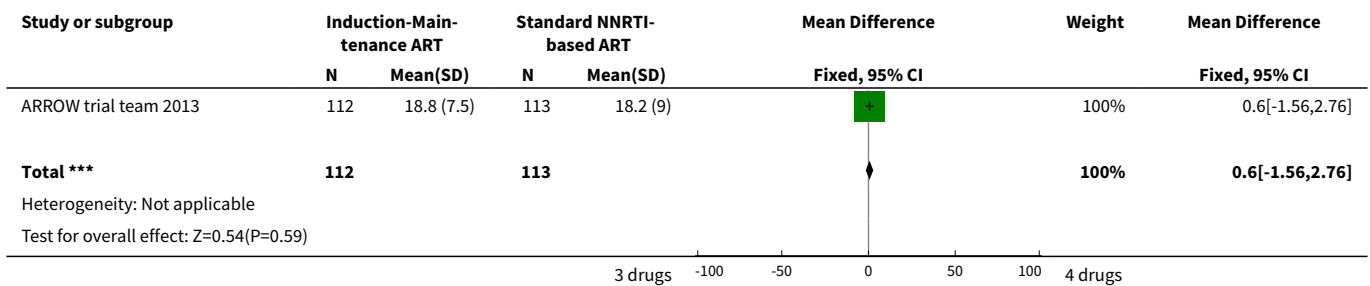 Study or subgroup Induction-Main- Standard NNRTI- Mean Difference Weight Mean Difference
tenance ART based ART
N Mean(SD) N Mean(SD) Fixed, 95% CI Fixed, 95% CI
ARROW trial team 2013 112 18.8 (7.5) 113 18.2 (9) 100% 0.6[-1.56,2.76]
Total *** 112 113 100% 0.6[-1.56,2.76]
Heterogeneity: Not applicable
Test for overall effect: Z=0.54(P=0.59)
3 drugs -100 -50 0 50 100 4 drugs